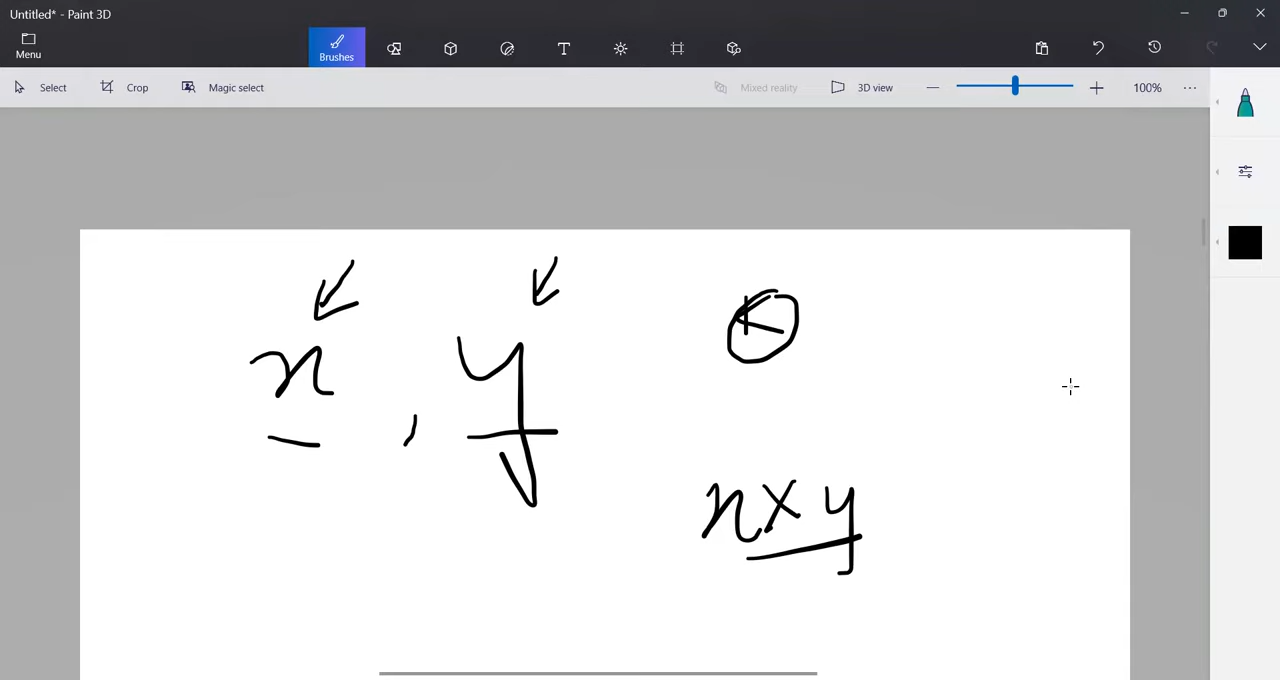 Untitled* - Paint 3D
Menu
Brushes
Select Crop Magic select Mixed reality 3D view 100%
x , y K
x × y